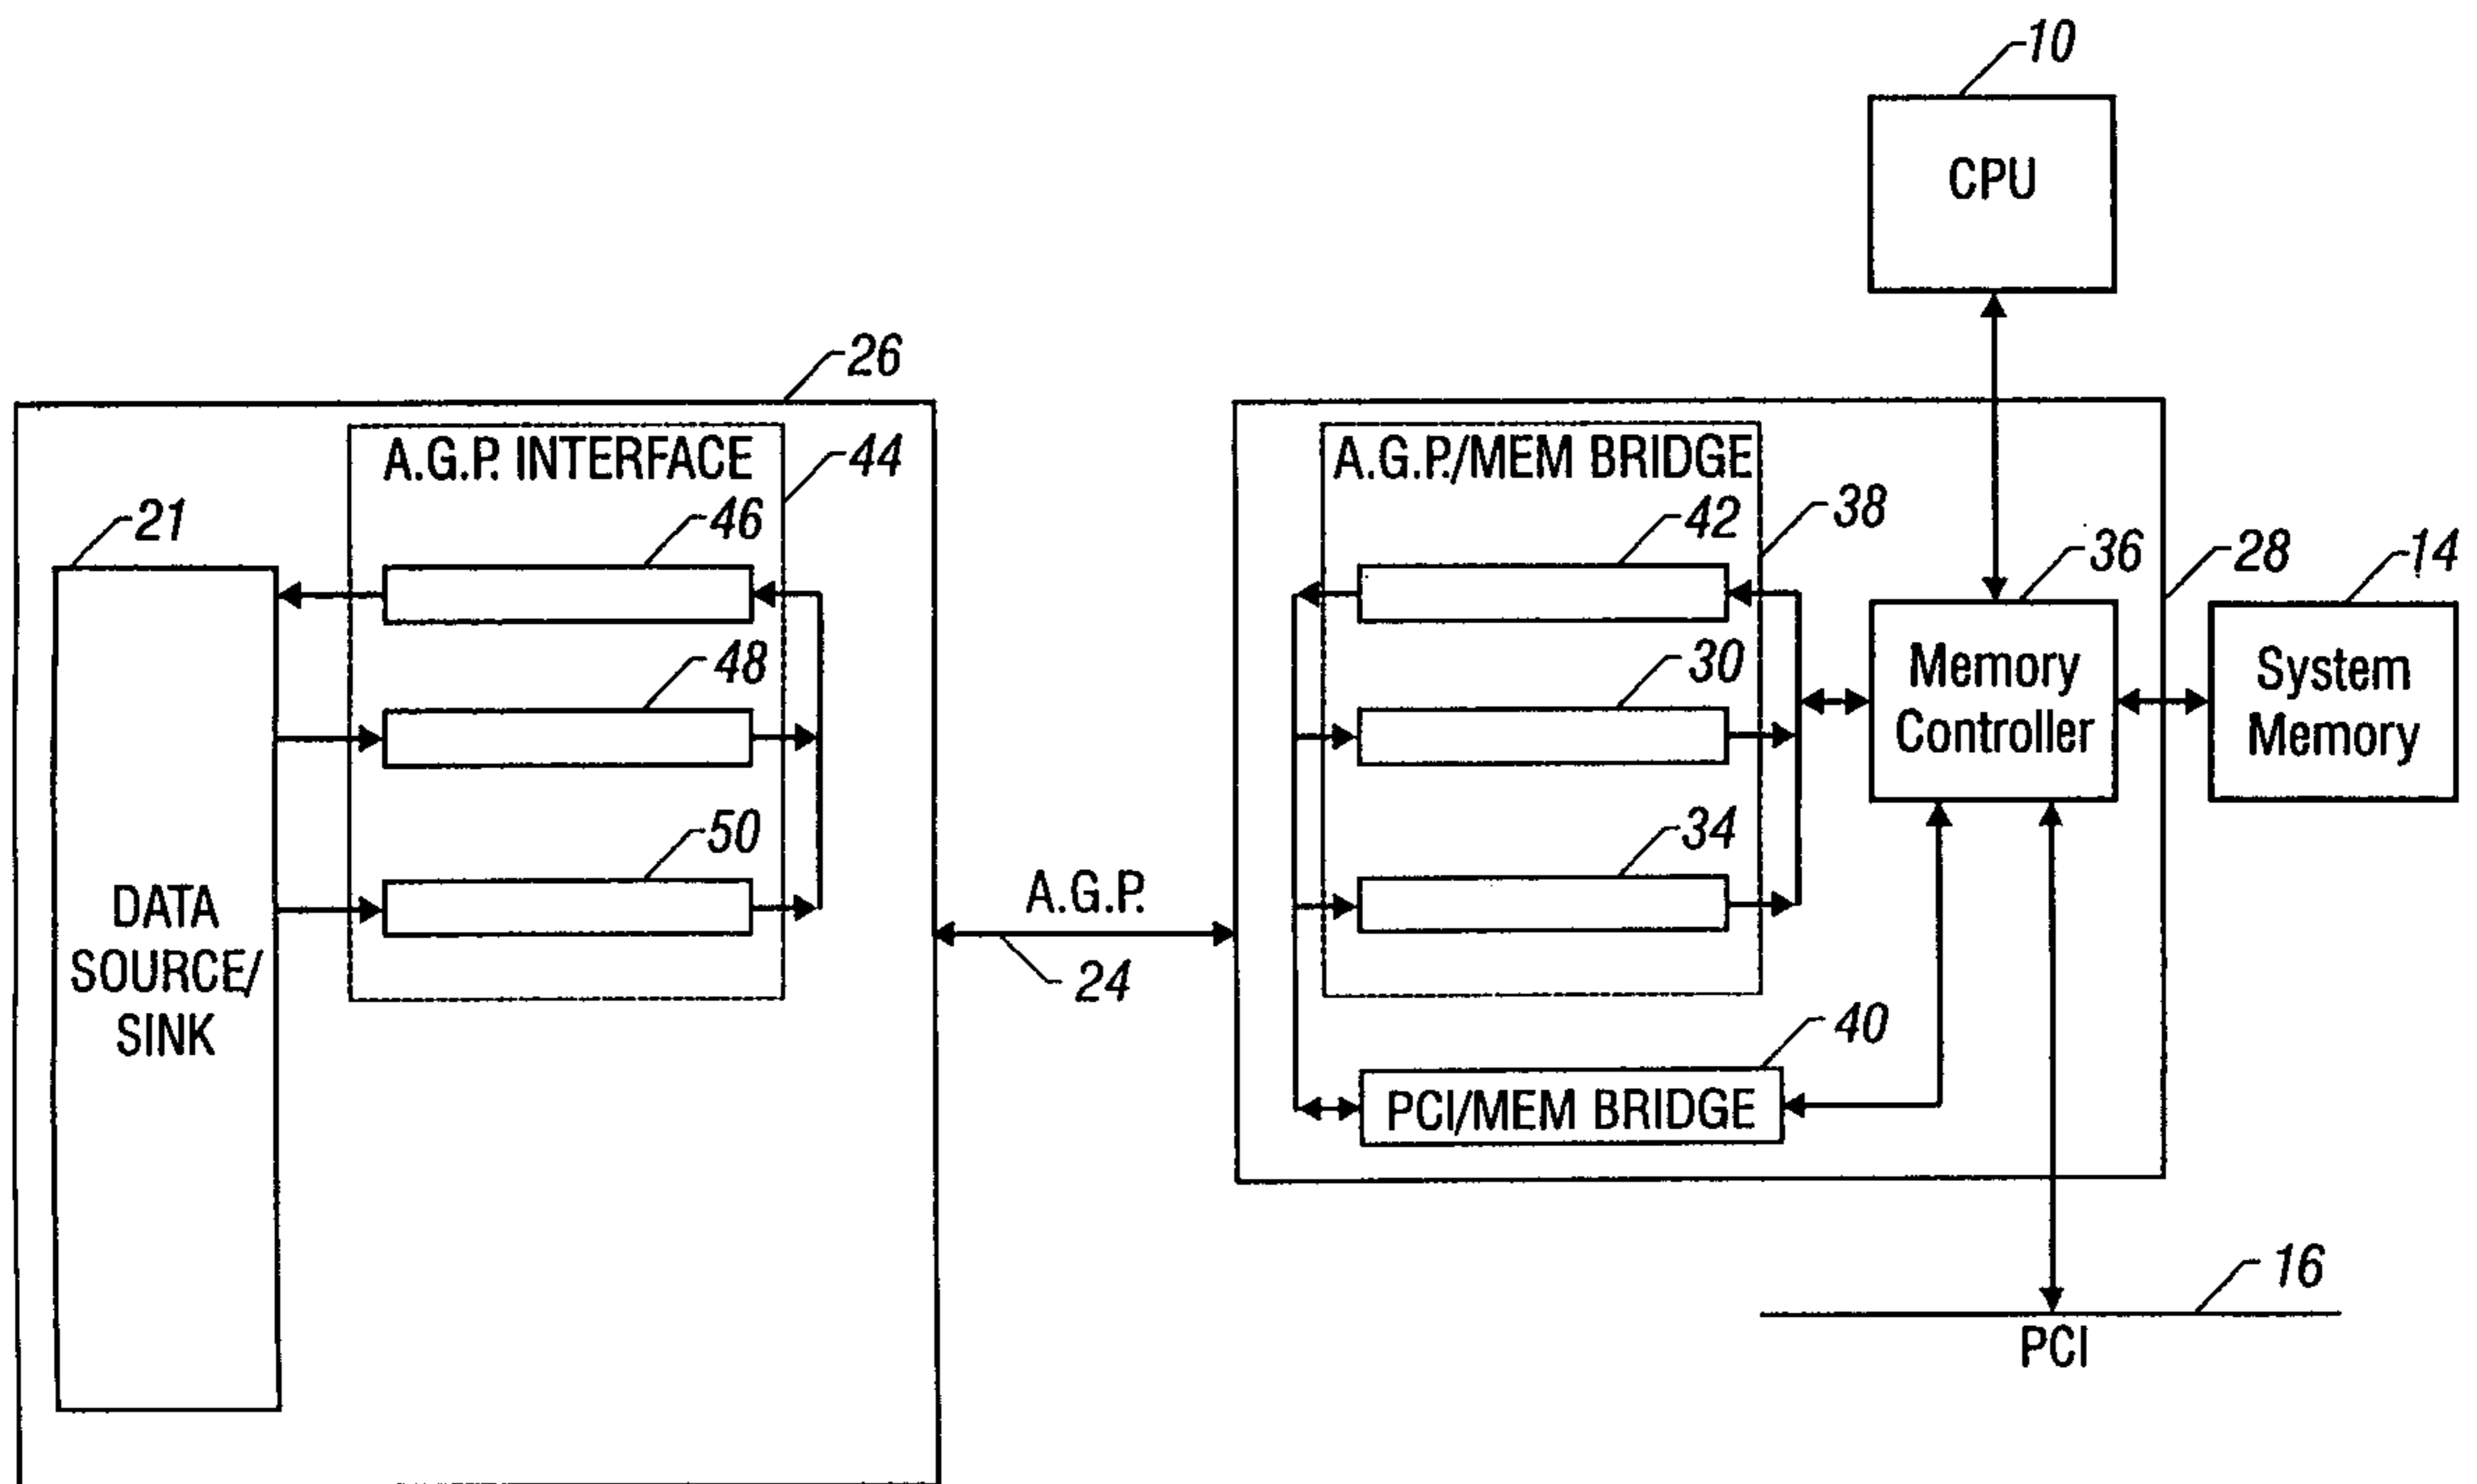 10
CPU
26
A.G.P. INTERFACE
44
21
46
48
50
DATA
SOURCE/
SINK
A.G.P.
24
A.G.P./MEM BRIDGE
38
42
30
34
36
28
14
Memory
Controller
System
Memory
40
PCI/MEM BRIDGE
16
PCI